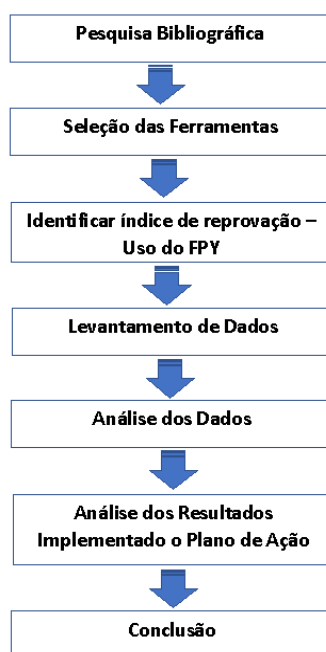 Pesquisa Bibliográfica
Seleção das Ferramentas
Identificar índice de reprovação –
Uso do FPY
Levantamento de Dados
Análise dos Dados
Análise dos Resultados
Implementado o Plano de Ação
Conclusão